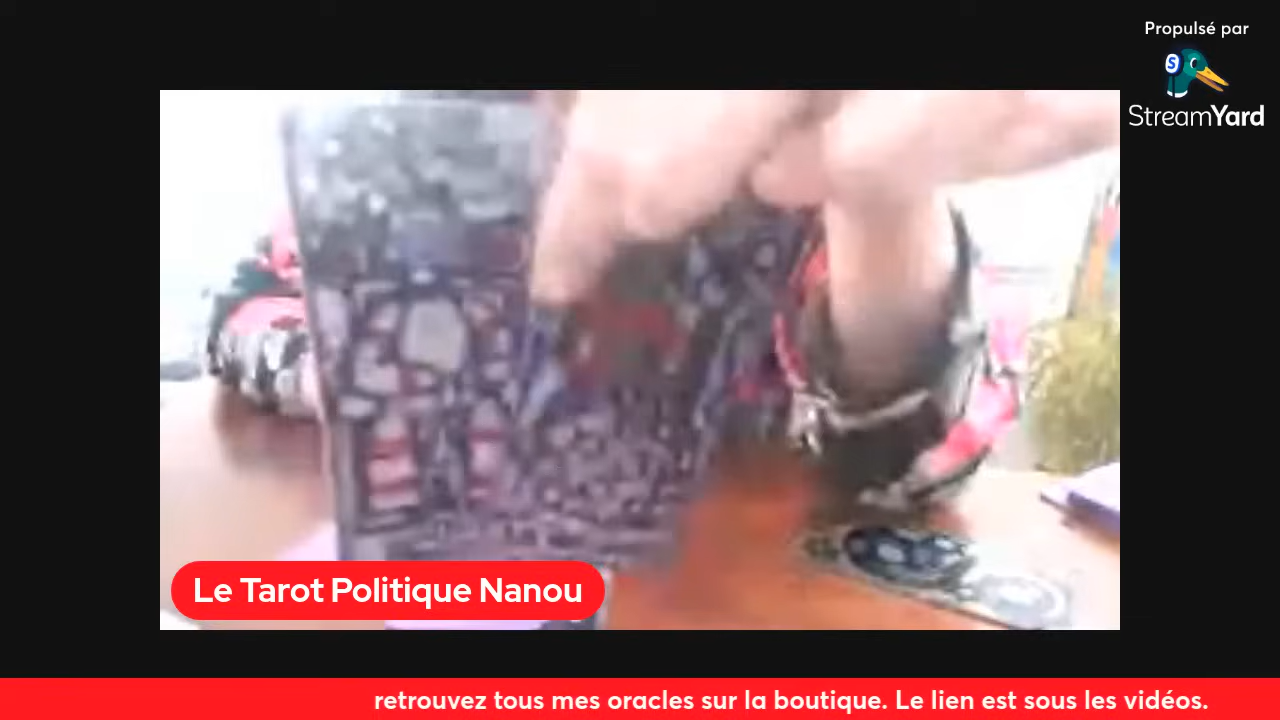 Propulsé par
StreamYard
Le Tarot Politique Nanou
retrouvez tous mes oracles sur la boutique. Le lien est sous les vidéos.